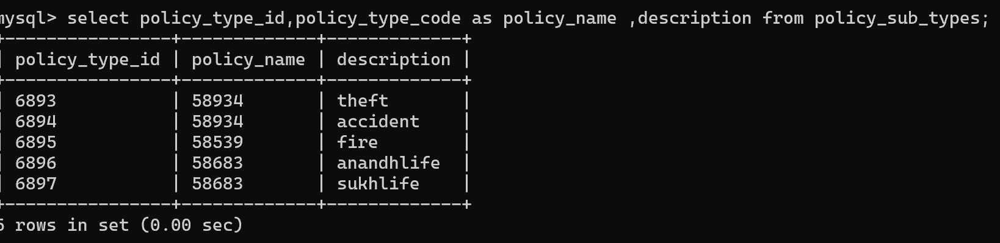 mysql> select policy_type_id,policy_type_code as policy_name ,description from policy_sub_types;
+----------------+-------------+-------------+
| policy_type_id | policy_name | description |
+----------------+-------------+-------------+
| 6893           | 58934       | theft       |
| 6894           | 58934       | accident    |
| 6895           | 58539       | fire        |
| 6896           | 58683       | anandhlife  |
| 6897           | 58683       | sukhlife    |
+----------------+-------------+-------------+
5 rows in set (0.00 sec)